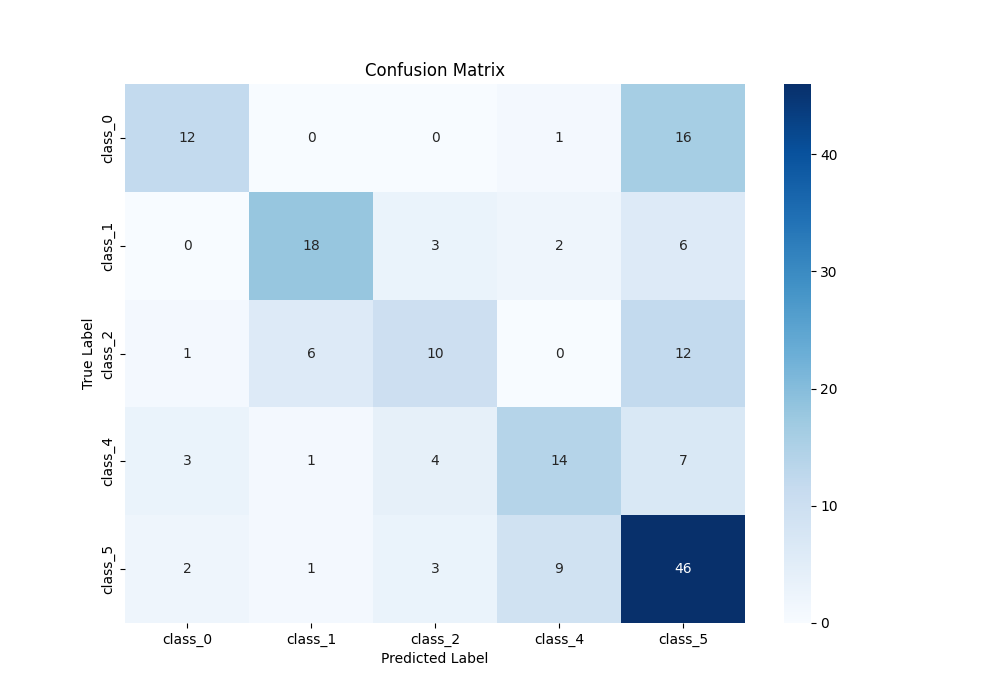 Confusion Matrix
True Label
class_0 12 0 0 1 16
class_1 0 18 3 2 6
class_2 1 6 10 0 12
class_4 3 1 4 14 7
class_5 2 1 3 9 46
class_0 class_1 class_2 class_4 class_5
Predicted Label
40
30
20
10
0